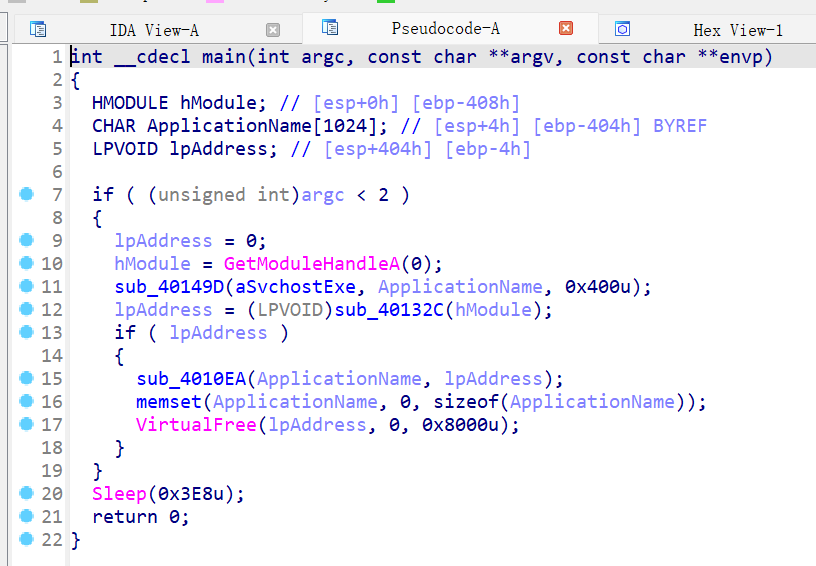 IDA View-A Pseudocode-A Hex View-1
1 int __cdecl main(int argc, const char **argv, const char **envp)
2 {
3 HMODULE hModule; // [esp+0h] [ebp-408h]
4 CHAR ApplicationName[1024]; // [esp+4h] [ebp-404h] BYREF
5 LPVOID lpAddress; // [esp+404h] [ebp-4h]
6
7 if ( (unsigned int)argc < 2 )
8 {
9 lpAddress = 0;
10 hModule = GetModuleHandleA(0);
11 sub_40149D(aSvchostExe, ApplicationName, 0x400u);
12 lpAddress = (LPVOID)sub_40132C(hModule);
13 if ( lpAddress )
14 {
15 sub_4010EA(ApplicationName, lpAddress);
16 memset(ApplicationName, 0, sizeof(ApplicationName));
17 VirtualFree(lpAddress, 0, 0x8000u);
18 }
19 }
20 Sleep(0x3E8u);
21 return 0;
22 }